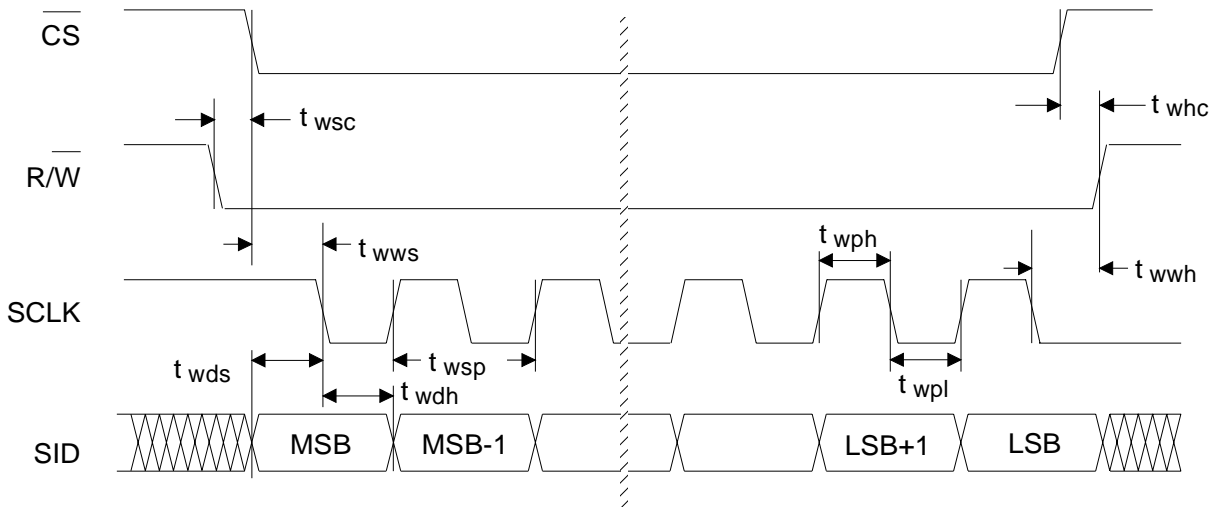 CS
t wsc
t whc
R/W
t wws
t wph
t wwh
SCLK
t wds
t wsp
t wdh
t wpl
SID
MSB
MSB-1
LSB+1
LSB